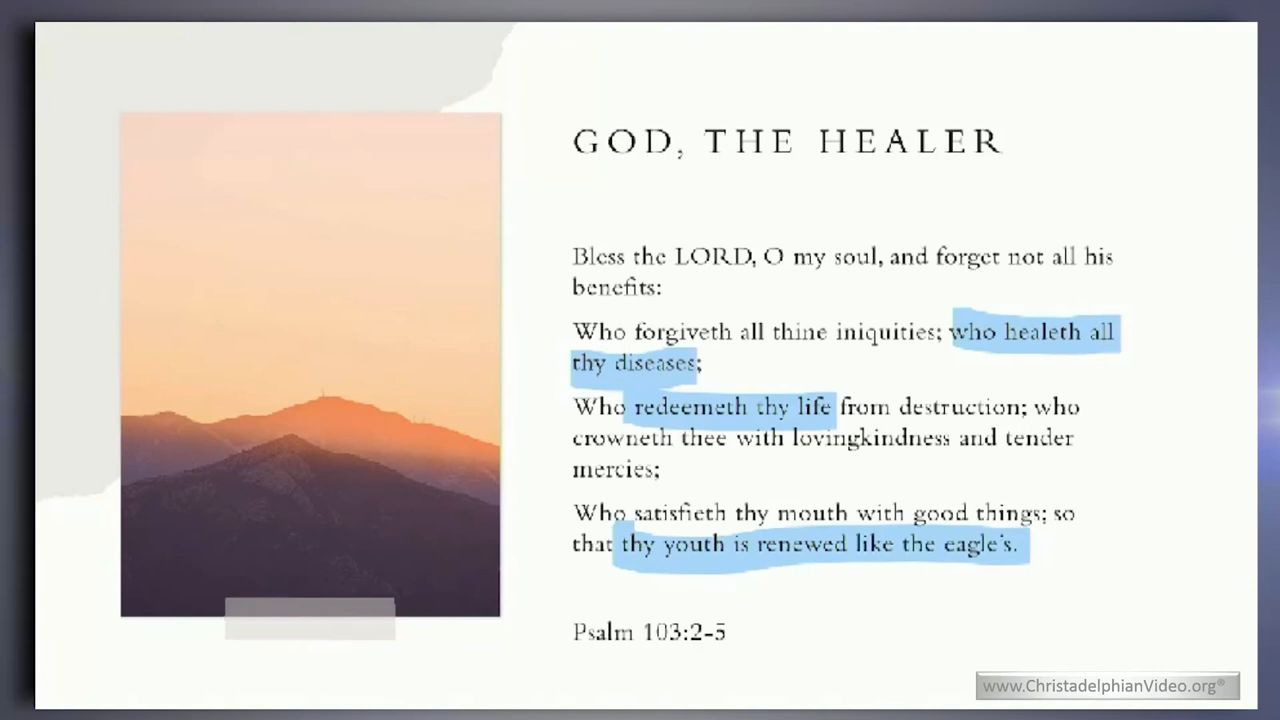 GOD, THE HEALER
Bless the LORD, O my soul, and forget not all his
benefits:
Who forgiveth all thine iniquities; who healeth all
thy diseases;
Who redeemeth thy life from destruction; who
crowneth thee with lovingkindness and tender
mercies;
Who satisfieth thy mouth with good things; so
that thy youth is renewed like the eagle's.
Psalm 103:2-5
www.ChristadelphianVideo.org®